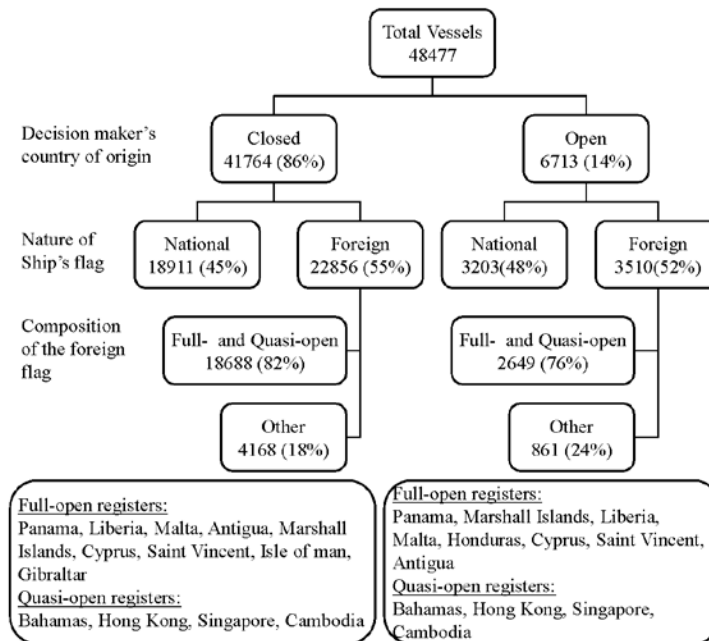 Total Vessels
48477
Decision maker's
country of origin
Closed
41764 (86%)
Open
6713 (14%)
Nature of
Ship's flag
National
18911 (45%)
Foreign
22856 (55%)
National
3203(48%)
Foreign
3510(52%)
Composition
of the foreign
flag
Full- and Quasi-open
18688 (82%)
Full- and Quasi-open
2649 (76%)
Other
4168 (18%)
Other
861 (24%)
Full-open registers:
Panama, Liberia, Malta, Antigua, Marshall
Islands, Cyprus, Saint Vincent, Isle of man,
Gibraltar
Quasi-open registers:
Bahamas, Hong Kong, Singapore, Cambodia
Full-open registers:
Panama, Marshall Islands, Liberia,
Malta, Honduras, Cyprus, Saint Vincent,
Antigua
Quasi-open registers:
Bahamas, Hong Kong, Singapore,
Cambodia